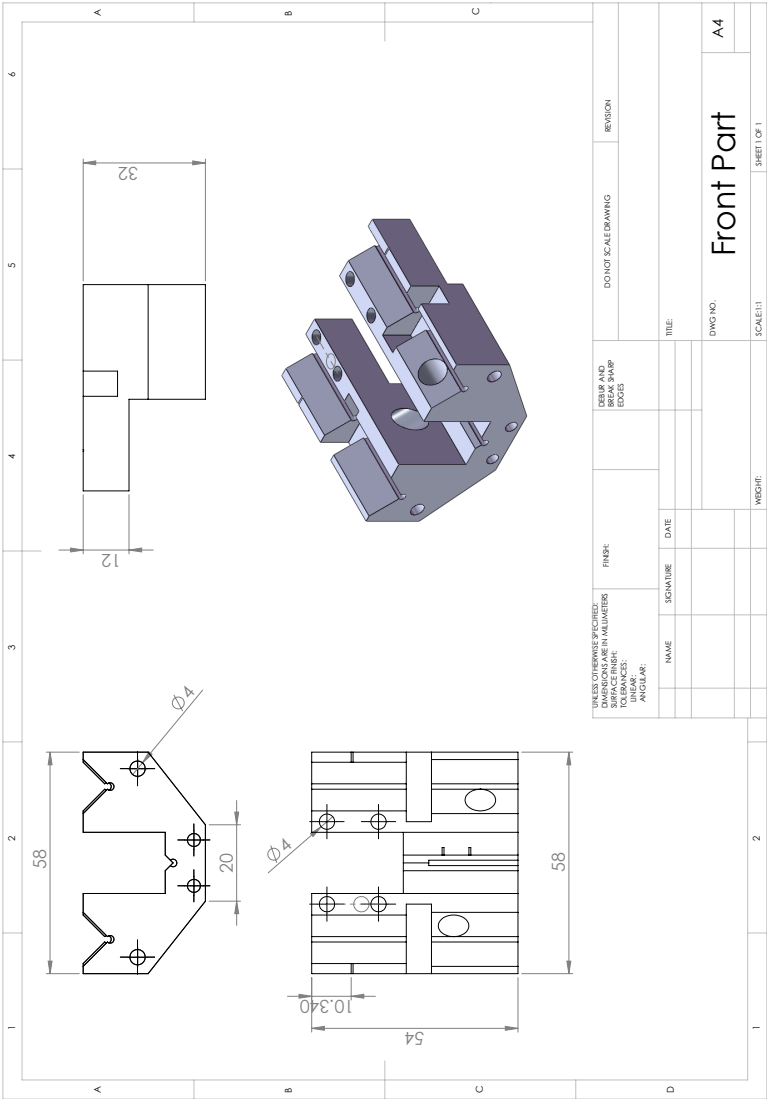 A
B
C
6
5
4
3
2
1
A
B
C
D
1
2
32
12
58
Ø4
20
Ø4
58
10.340
54
UNLESS OTHERWISE SPECIFIED:
DIMENSIONS ARE IN MILLIMETERS
SURFACE FINISH:
TOLERANCES:
LINEAR:
ANGULAR:
FINISH:
DEBUR AND
BREAK SHARP
EDGES
DO NOT SCALE DRAWING
REVISION
NAME
SIGNATURE
DATE
TITLE:
DWG NO.
Front Part
A4
WEIGHT:
SCALE:1:1
SHEET 1 OF 1